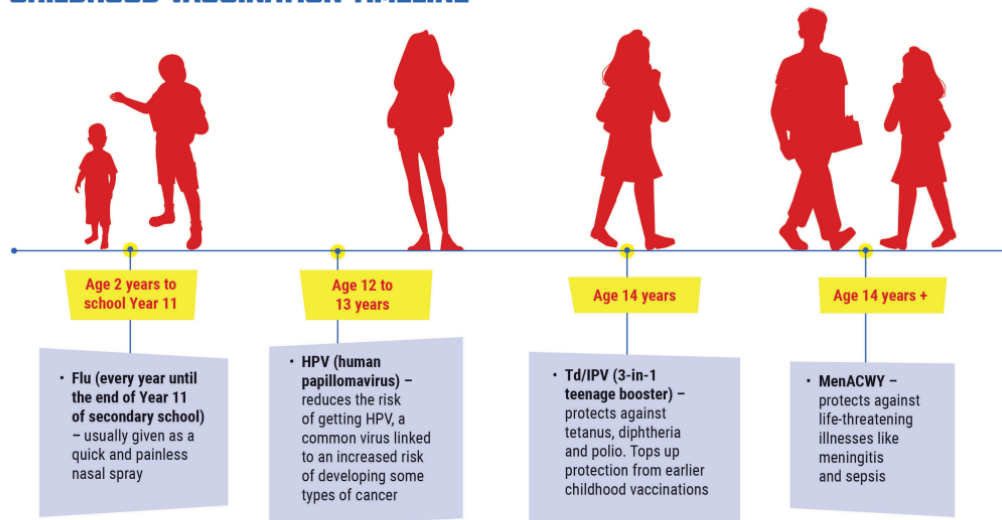 CHILDHOOD VACCINATION TIMELINE
Age 2 years to
school Year 11
Age 12 to
13 years
Age 14 years
Age 14 years +
• Flu (every year until
the end of Year 11
of secondary school)
– usually given as a
quick and painless
nasal spray
• HPV (human
papillomavirus) –
reduces the risk
of getting HPV, a
common virus linked
to an increased risk
of developing some
types of cancer
• Td/IPV (3-in-1
teenage booster) –
protects against
tetanus, diphtheria
and polio. Tops up
protection from earlier
childhood vaccinations
• MenACWY –
protects against
life-threatening
illnesses like
meningitis
and sepsis